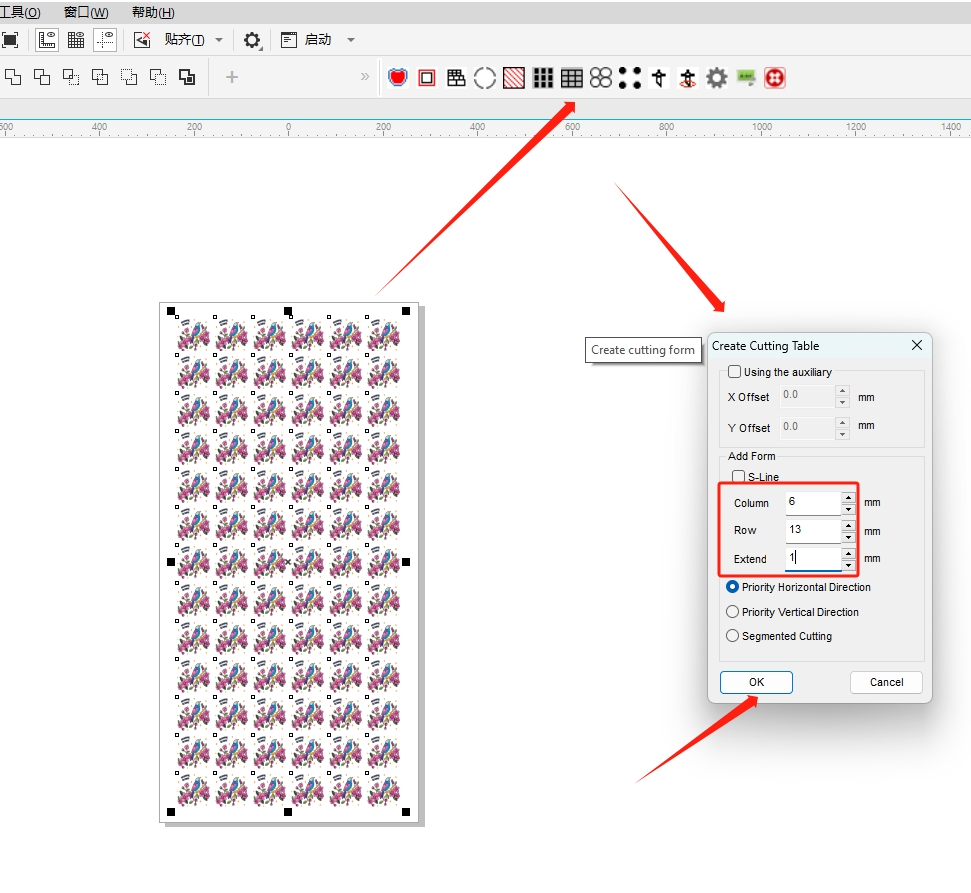 工具(O) 窗口(W) 帮助(H)
贴齐(T) 启动
600 400 200 0 200 400 600 800 1000 1200 1400
Create cutting form
Create Cutting Table
Using the auxiliary
X Offset 0.0 mm
Y Offset 0.0 mm
Add Form
S-Line
Column 6 mm
Row 13 mm
Extend 1 mm
Priority Horizontal Direction
Priority Vertical Direction
Segmented Cutting
OK Cancel